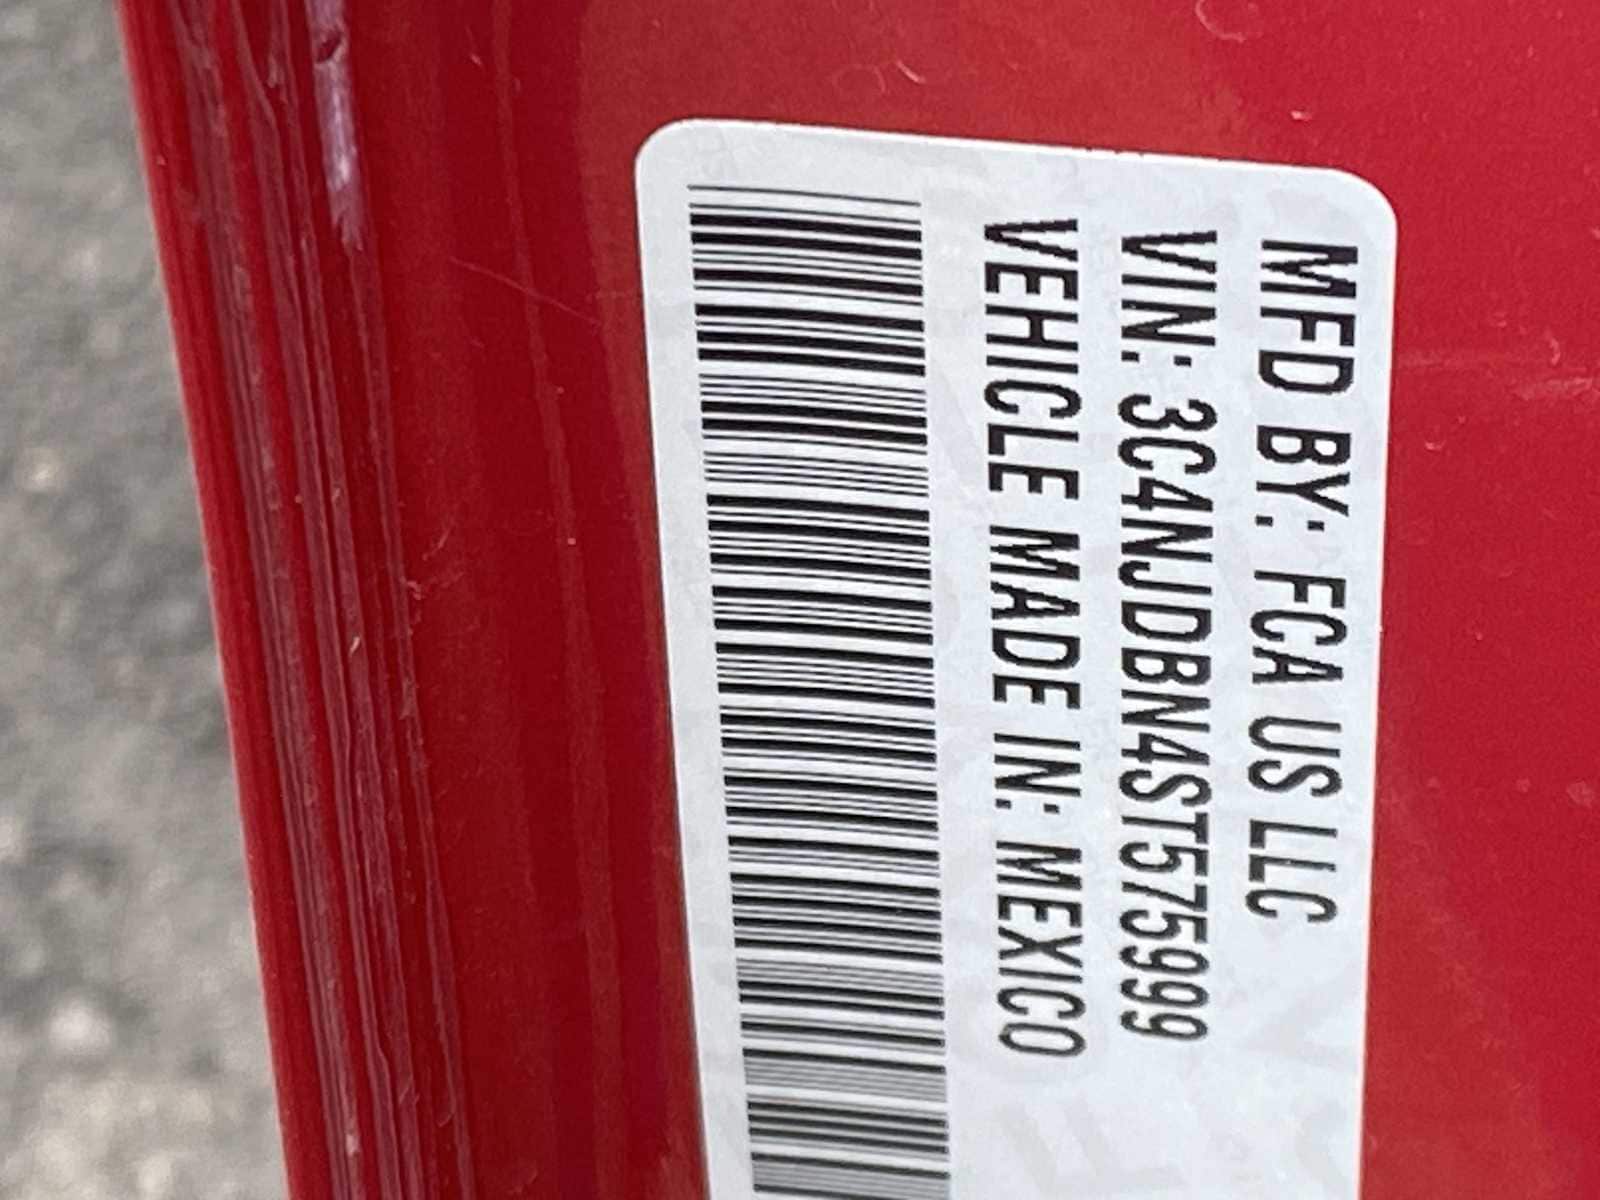 MFD BY: FCA US LLC
VIN: 3C4NJDBN4ST575999
VEHICLE MADE IN: MEXICO